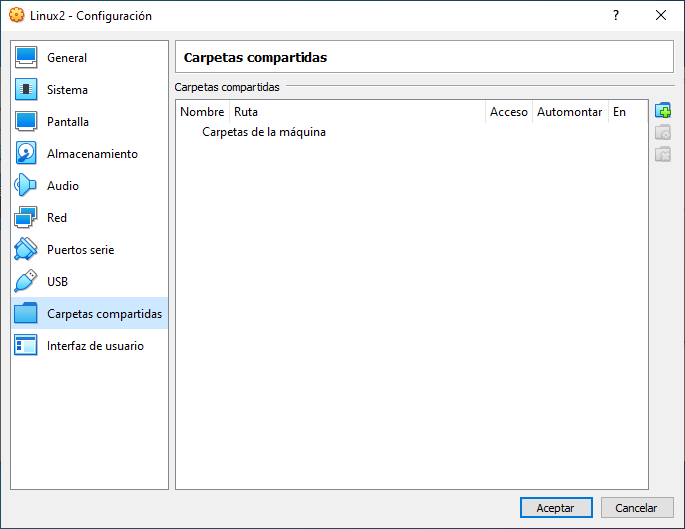 Linux2 - Configuración
?
General
Sistema
Pantalla
Almacenamiento
Audio
Red
Puertos serie
USB
Carpetas compartidas
Interfaz de usuario
Carpetas compartidas
Carpetas compartidas
Nombre Ruta Acceso Automontar En
Carpetas de la máquina
Aceptar Cancelar